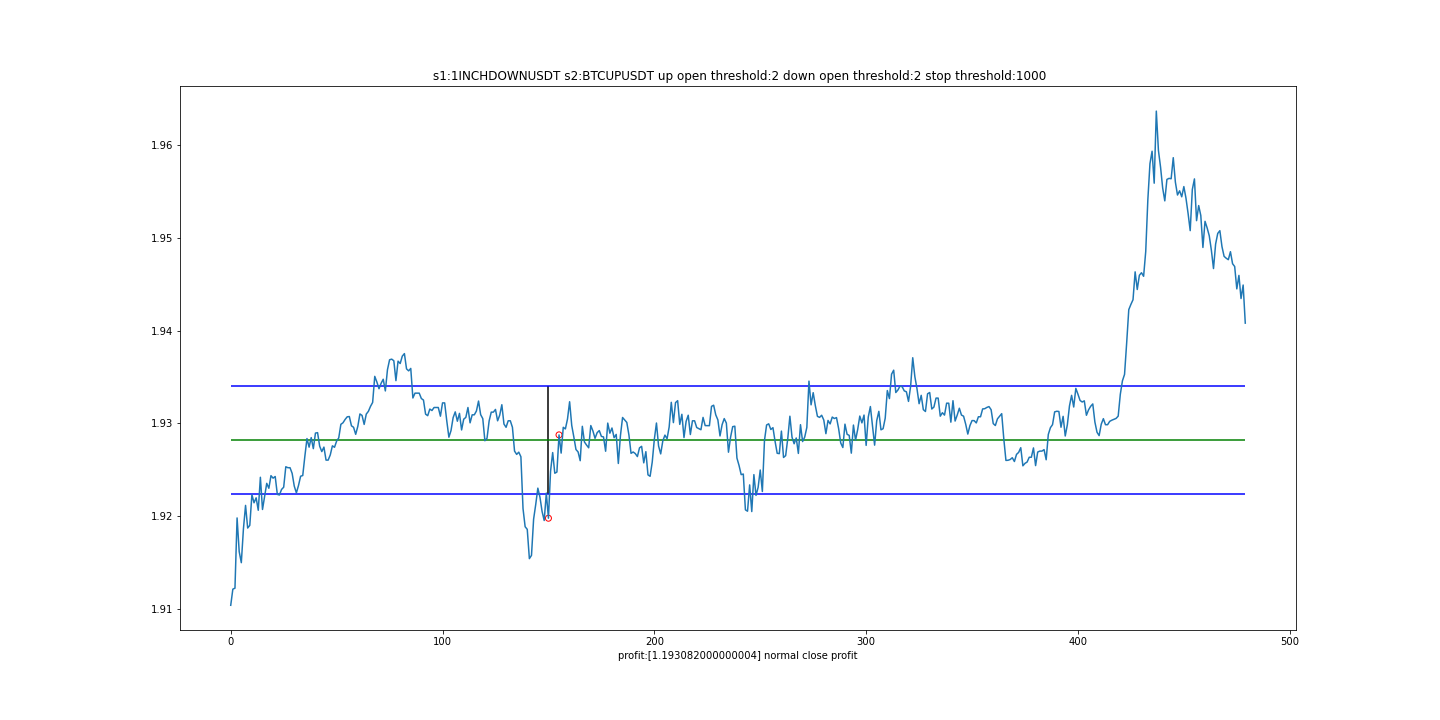 s1:1INCHDOWNUSDT s2:BTCUPUSDT up open threshold:2 down open threshold:2 stop threshold:1000
1.96
1.95
1.94
1.93
1.92
1.91
0 100 200 300 400 500
profit:[1.193082000000004] normal close profit